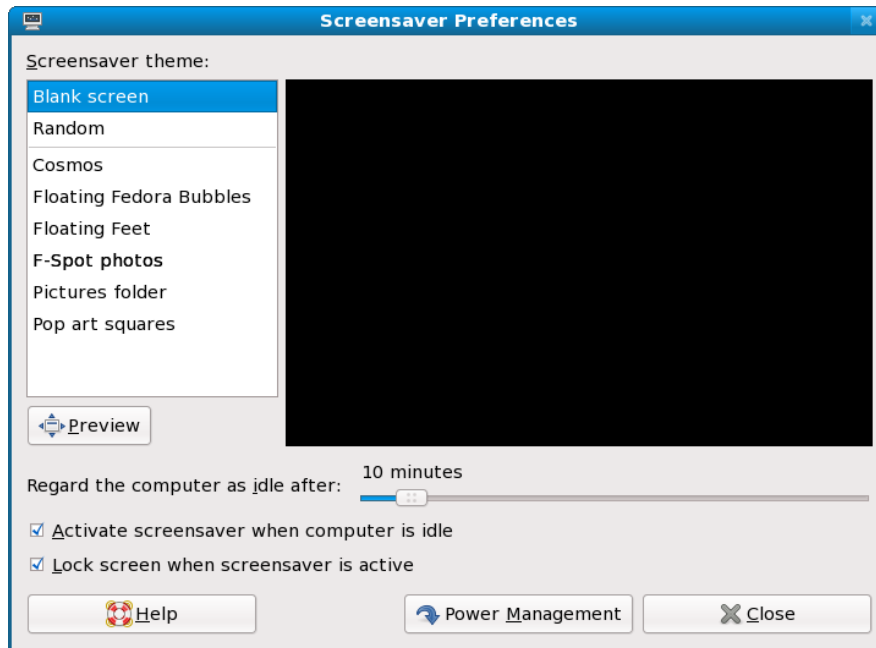 Screensaver Preferences
Screensaver theme:
Blank screen
Random
Cosmos
Floating Fedora Bubbles
Floating Feet
F-Spot photos
Pictures folder
Pop art squares
Preview
10 minutes
Regard the computer as idle after:
Activate screensaver when computer is idle
Lock screen when screensaver is active
Help Power Management Close